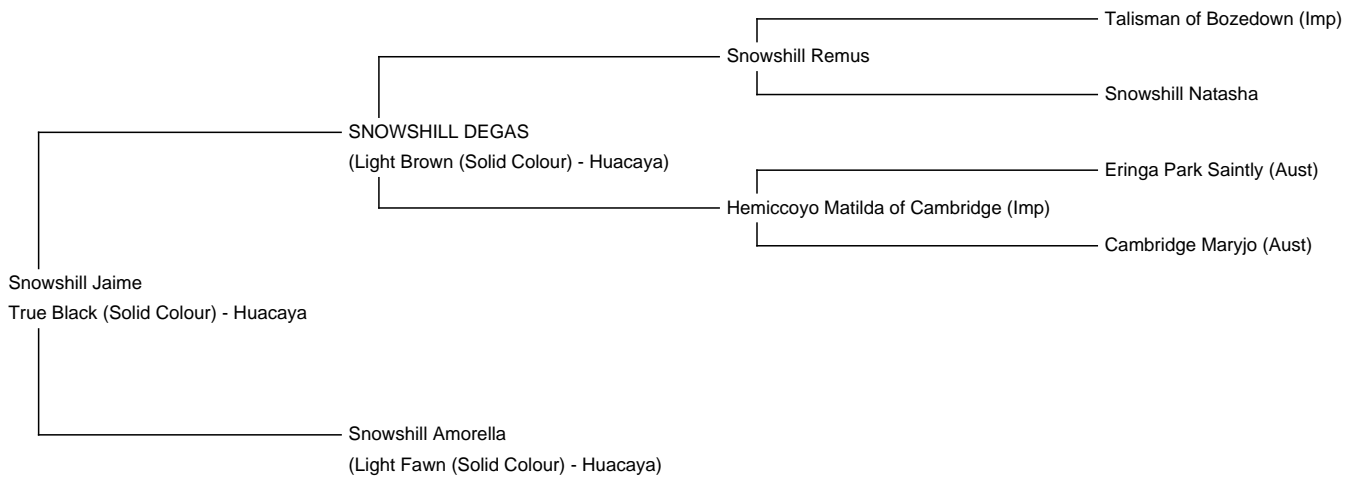 Talisman of Bozedown (Imp)
Snowshill Remus
Snowshill Natasha
SNOWSHILL DEGAS
(Light Brown (Solid Colour) - Huacaya)
Eringa Park Saintly (Aust)
Hemiccoyo Matilda of Cambridge (Imp)
Cambridge Maryjo (Aust)
Snowshill Jaime
True Black (Solid Colour) - Huacaya
Snowshill Amorella
(Light Fawn (Solid Colour) - Huacaya)